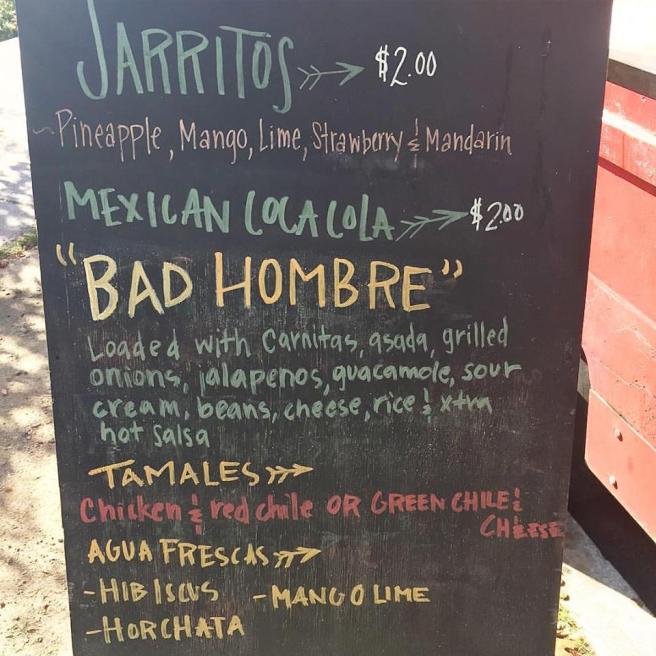 JARRITOS $2.00
~Pineapple, Mango, Lime, Strawberry & Mandarin
MEXICAN COCA COLA $2.00
"BAD HOMBRE"
Loaded with Carnitas, asada, grilled
onions, jalapenos, guacamole, sour
cream, beans, cheese, rice & xtra
hot salsa
TAMALES
Chicken & red chile OR GREEN CHILE &
CHEESE
AGUA FRESCAS
-HIBISCUS -MANGO LIME
-HORCHATA